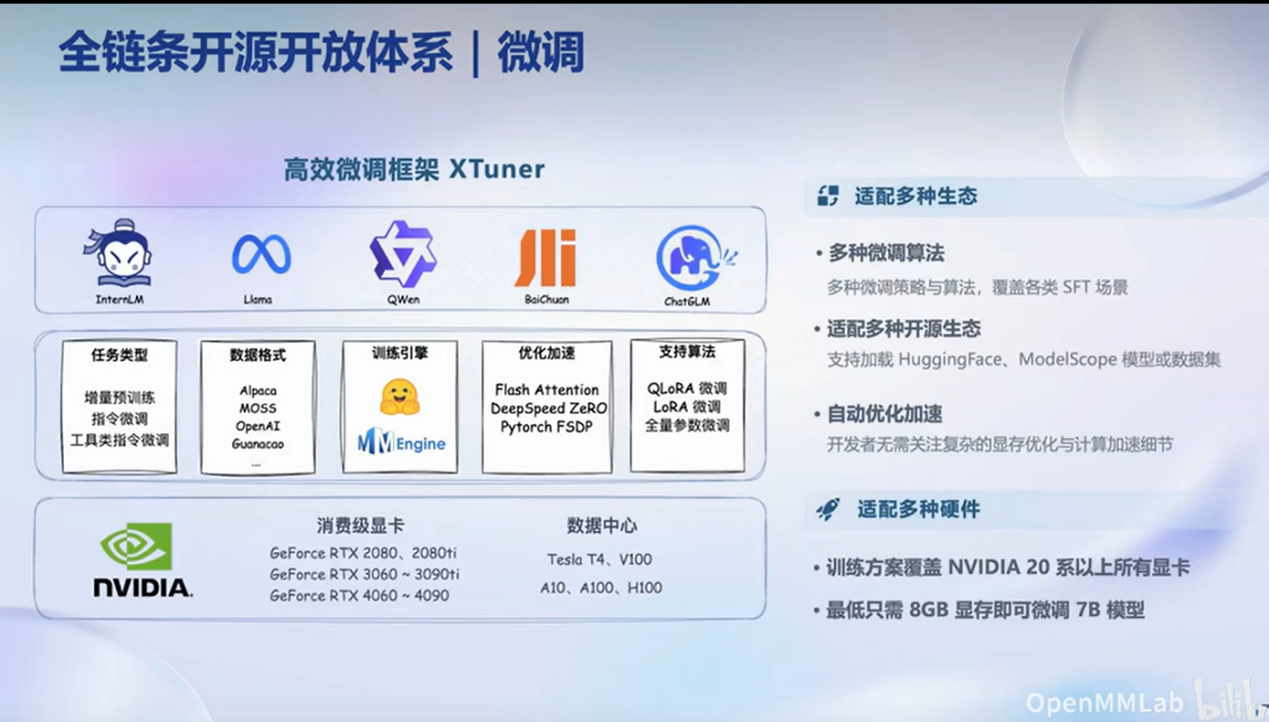 全链条开源开放体系 | 微调
高效微调框架 XTuner
InternLM
Llama
QWen
BaiChuan
ChatGLM
任务类型
增量预训练
指令微调
工具类指令微调
数据格式
Alpaca
MOSS
OpenAI
Guanacao
...
训练引擎
MMEngine
优化加速
Flash Attention
DeepSpeed ZeRO
Pytorch FSDP
支持算法
QLoRA 微调
LoRA 微调
全量参数微调
NVIDIA.
消费级显卡
GeForce RTX 2080、2080ti
GeForce RTX 3060 ~ 3090ti
GeForce RTX 4060 ~ 4090
数据中心
Tesla T4、V100
A10、A100、H100
适配多种生态
• 多种微调算法
多种微调策略与算法，覆盖各类 SFT 场景
• 适配多种开源生态
支持加载 HuggingFace、ModelScope 模型或数据集
• 自动优化加速
开发者无需关注复杂的显存优化与计算加速细节
适配多种硬件
• 训练方案覆盖 NVIDIA 20 系以上所有显卡
• 最低只需 8GB 显存即可微调 7B 模型
OpenMMLab